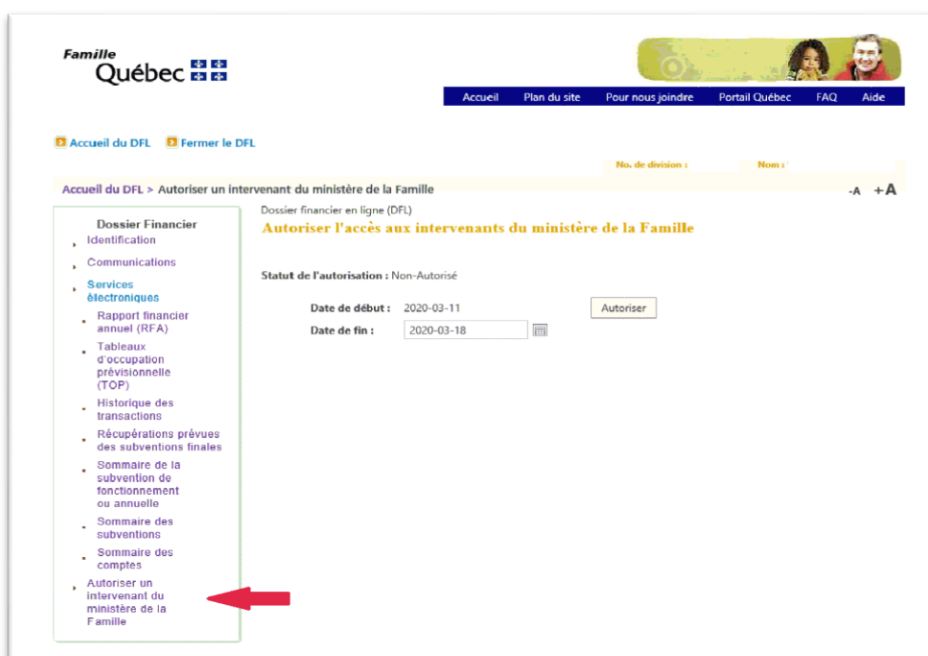 Famille
Québec
Accueil Plan du site Pour nous joindre Portail Québec FAQ Aide
Accueil du DFL Fermer le DFL
No. de division : Nom :
Accueil du DFL > Autoriser un intervenant du ministère de la Famille
-A +A
Dossier Financier
Identification
Communications
Services
électroniques
Rapport financier
annuel (RFA)
Tableaux
d'occupation
prévisionnelle
(TOP)
Historique des
transactions
Récupérations prévues
des subventions finales
Sommaire de la
subvention de
fonctionnement
ou annuelle
Sommaire des
subventions
Sommaire des
comptes
Autoriser un
intervenant du
ministère de la
Famille
Dossier financier en ligne (DFL)
Autoriser l'accès aux intervenants du ministère de la Famille
Statut de l'autorisation : Non-Autorisé
Date de début : 2020-03-11 Autoriser
Date de fin : 2020-03-18